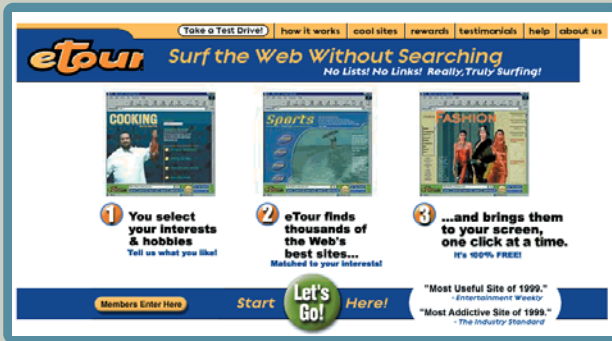 Take a Test Drive! how it works cool sites rewards testimonials help about us
eTour
Surf the Web Without Searching
No Lists! No Links! Really,Truly Surfing!
COOKING
Sports
FASHION
1
You select
your interests
& hobbies
Tell us what you like!
2
eTour finds
thousands of
the Web's
best sites...
Matched to your interests!
3
...and brings them
to your screen,
one click at a time.
It's 100% FREE!
Members Enter Here
Start Let's Go! Here!
"Most Useful Site of 1999."
- Entertainment Weekly
"Most Addictive Site of 1999."
- The Industry Standard